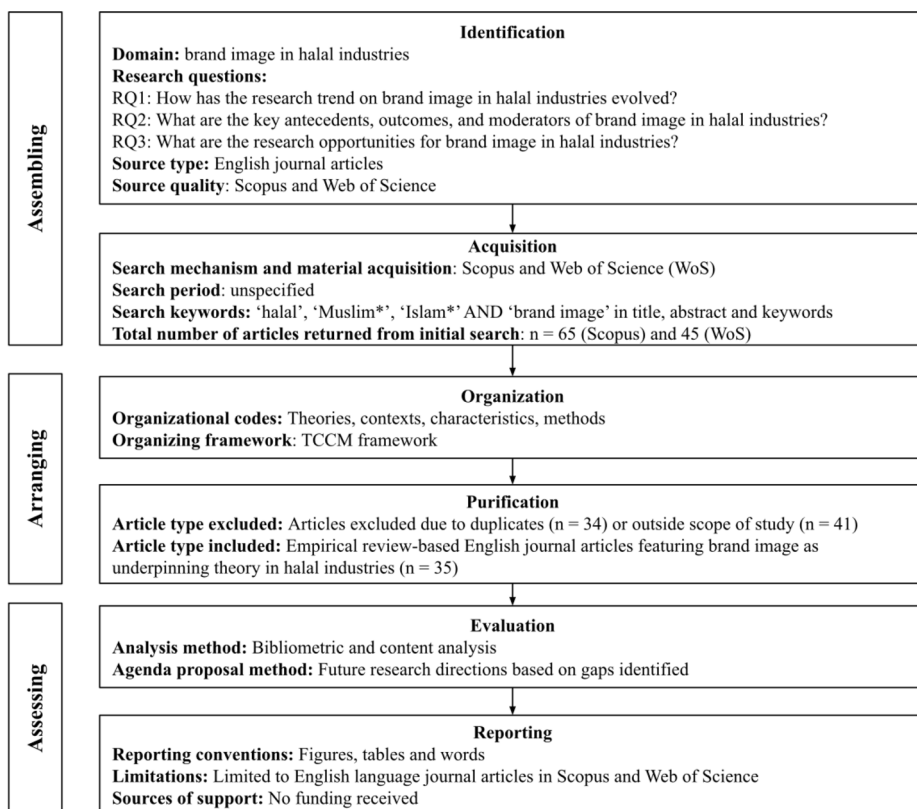 Assembling
Identification
Domain: brand image in halal industries
Research questions:
RQ1: How has the research trend on brand image in halal industries evolved?
RQ2: What are the key antecedents, outcomes, and moderators of brand image in halal industries?
RQ3: What are the research opportunities for brand image in halal industries?
Source type: English journal articles
Source quality: Scopus and Web of Science
Acquisition
Search mechanism and material acquisition: Scopus and Web of Science (WoS)
Search period: unspecified
Search keywords: ‘halal’, ‘Muslim*’, ‘Islam*’ AND ‘brand image’ in title, abstract and keywords
Total number of articles returned from initial search: n = 65 (Scopus) and 45 (WoS)
Arranging
Organization
Organizational codes: Theories, contexts, characteristics, methods
Organizing framework: TCCM framework
Purification
Article type excluded: Articles excluded due to duplicates (n = 34) or outside scope of study (n = 41)
Article type included: Empirical review-based English journal articles featuring brand image as
underpinning theory in halal industries (n = 35)
Assessing
Evaluation
Analysis method: Bibliometric and content analysis
Agenda proposal method: Future research directions based on gaps identified
Reporting
Reporting conventions: Figures, tables and words
Limitations: Limited to English language journal articles in Scopus and Web of Science
Sources of support: No funding received